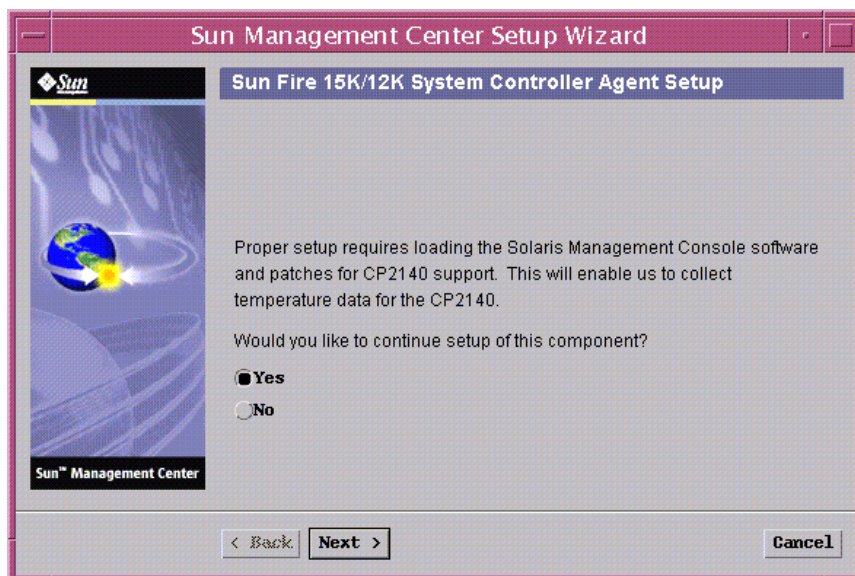 Sun Management Center Setup Wizard
Sun
Sun Fire 15K/12K System Controller Agent Setup
Proper setup requires loading the Solaris Management Console software
and patches for CP2140 support. This will enable us to collect
temperature data for the CP2140.
Would you like to continue setup of this component?
Yes
No
Sun™ Management Center
< Back
Next >
Cancel